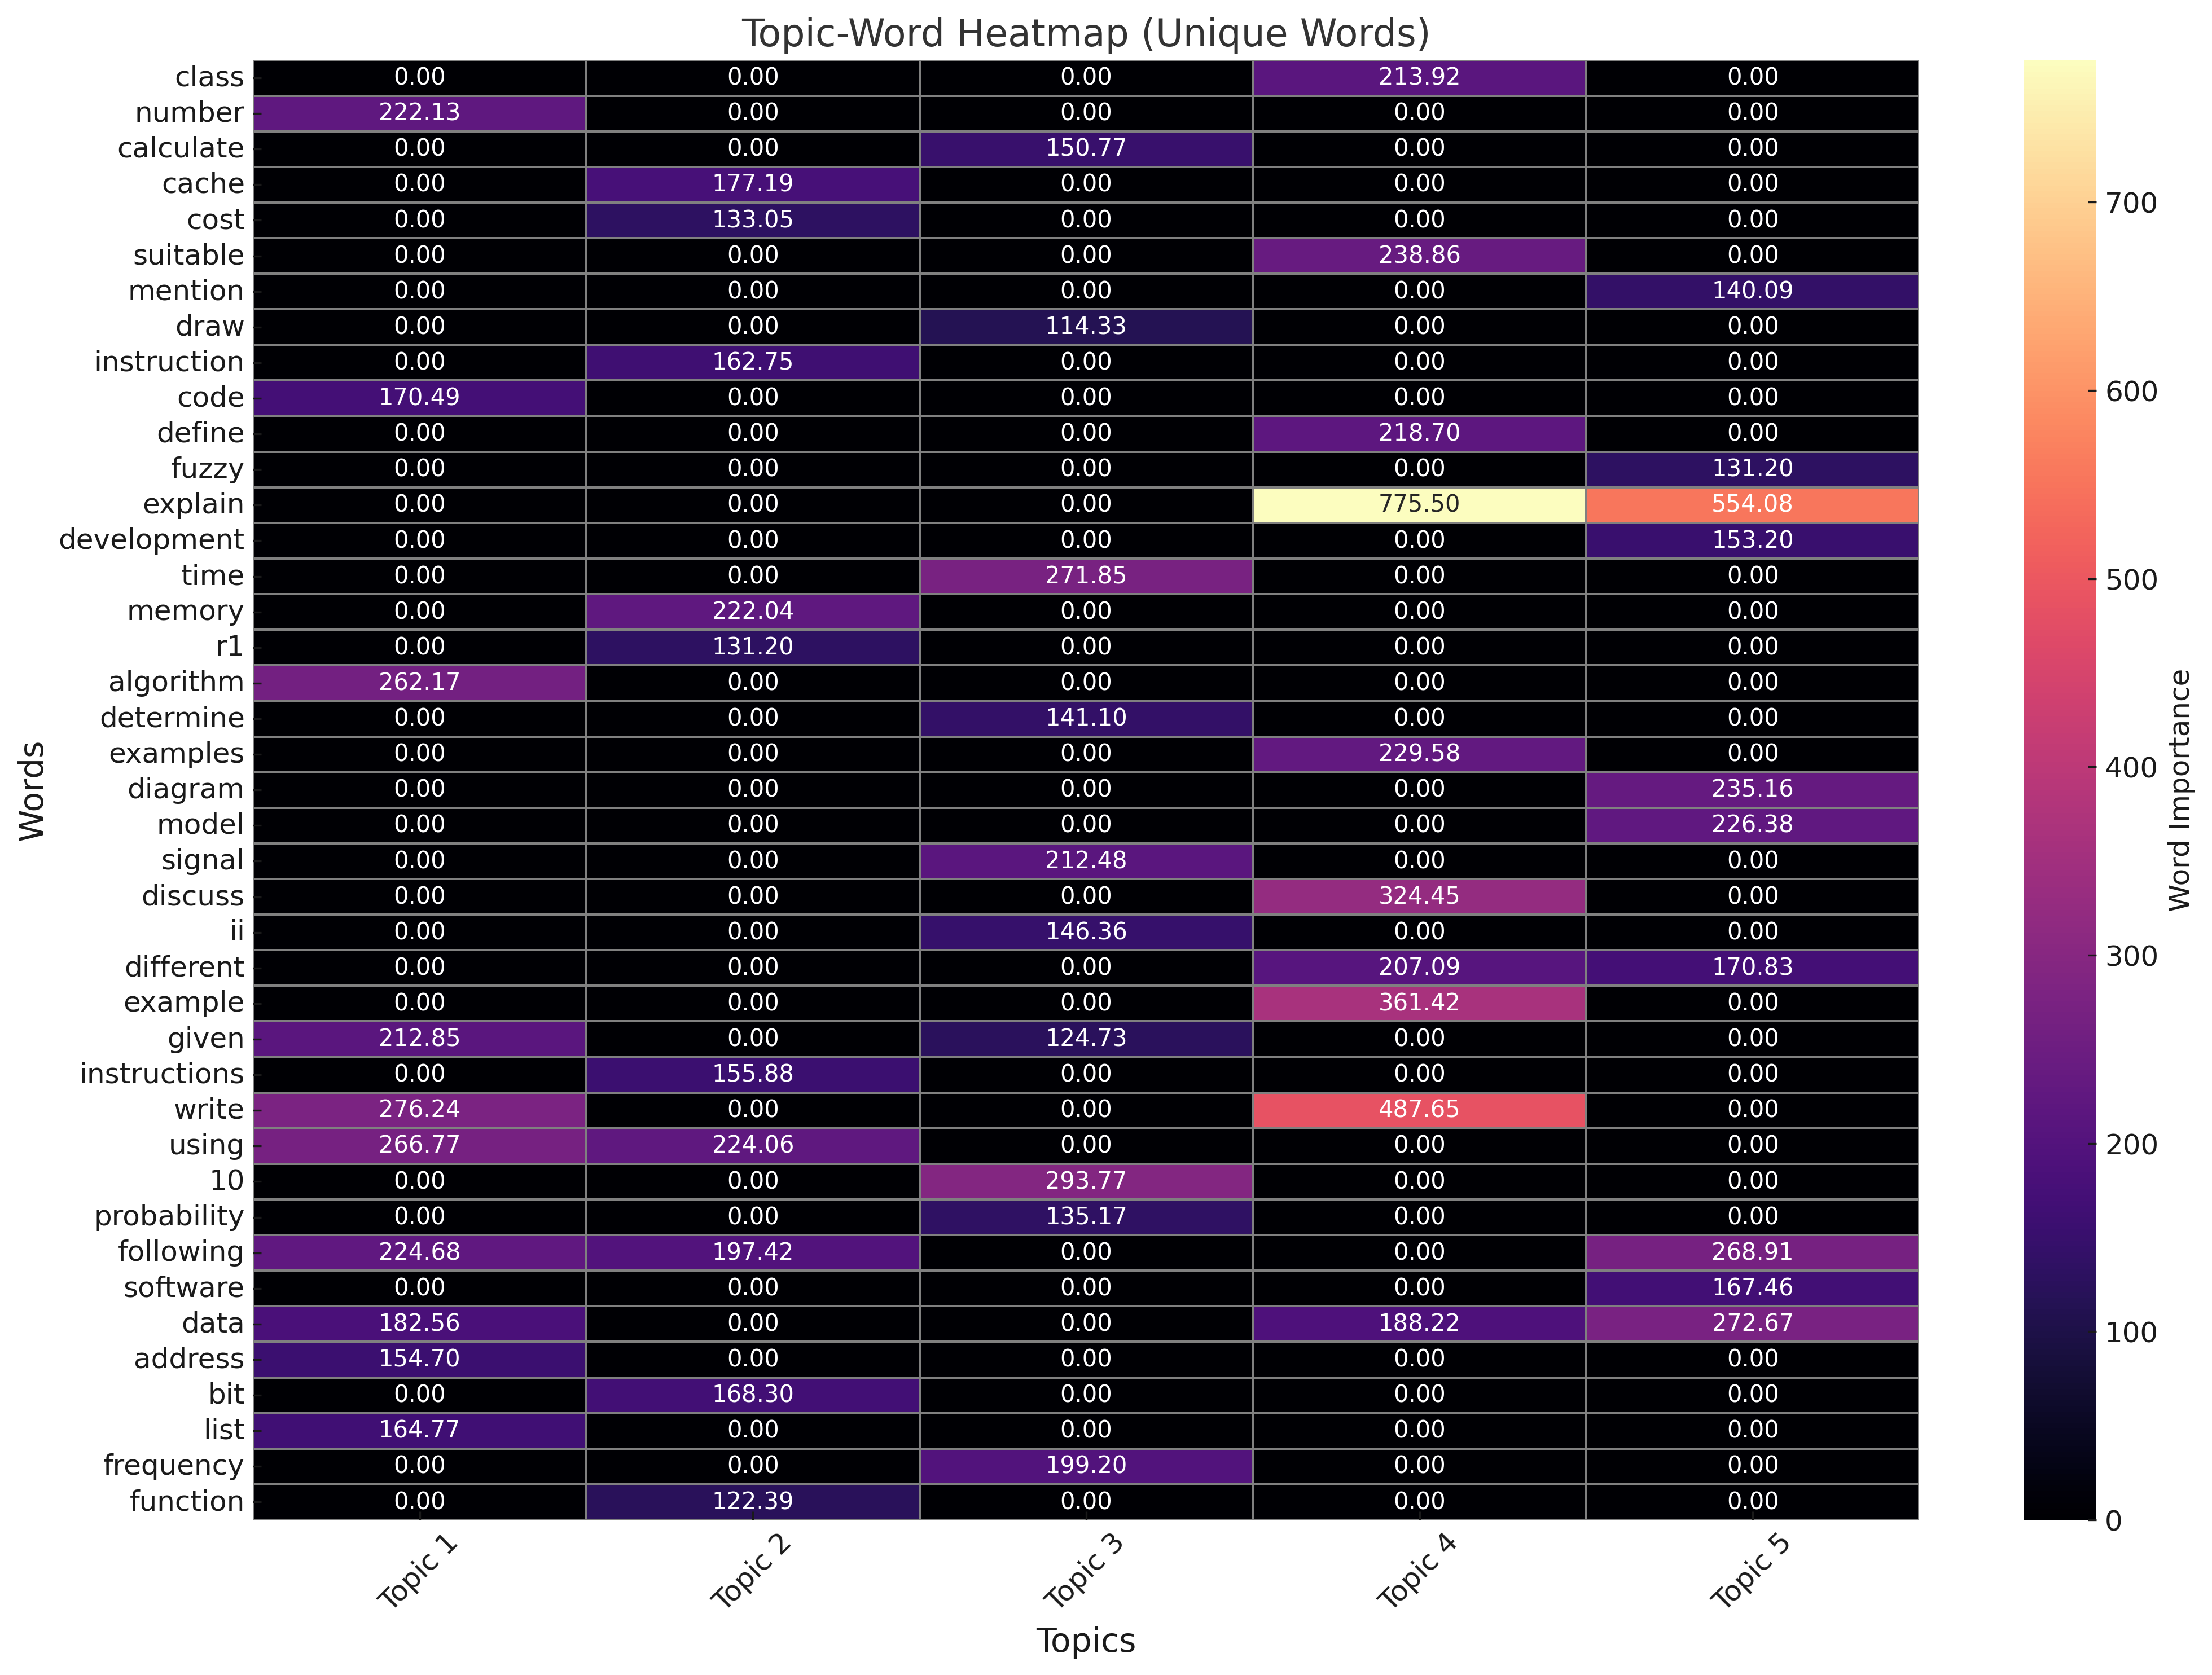 Topic-Word Heatmap (Unique Words)
class 0.00 0.00 0.00 213.92 0.00
number 222.13 0.00 0.00 0.00 0.00
calculate 0.00 0.00 150.77 0.00 0.00
cache 0.00 177.19 0.00 0.00 0.00
cost 0.00 133.05 0.00 0.00 0.00
suitable 0.00 0.00 0.00 238.86 0.00
mention 0.00 0.00 0.00 0.00 140.09
draw 0.00 0.00 114.33 0.00 0.00
instruction 0.00 162.75 0.00 0.00 0.00
code 170.49 0.00 0.00 0.00 0.00
define 0.00 0.00 0.00 218.70 0.00
fuzzy 0.00 0.00 0.00 0.00 131.20
explain 0.00 0.00 0.00 775.50 554.08
development 0.00 0.00 0.00 0.00 153.20
time 0.00 0.00 271.85 0.00 0.00
memory 0.00 222.04 0.00 0.00 0.00
r1 0.00 131.20 0.00 0.00 0.00
algorithm 262.17 0.00 0.00 0.00 0.00
determine 0.00 0.00 141.10 0.00 0.00
examples 0.00 0.00 0.00 229.58 0.00
diagram 0.00 0.00 0.00 0.00 235.16
model 0.00 0.00 0.00 0.00 226.38
signal 0.00 0.00 212.48 0.00 0.00
discuss 0.00 0.00 0.00 324.45 0.00
ii 0.00 0.00 146.36 0.00 0.00
different 0.00 0.00 0.00 207.09 170.83
example 0.00 0.00 0.00 361.42 0.00
given 212.85 0.00 124.73 0.00 0.00
instructions 0.00 155.88 0.00 0.00 0.00
write 276.24 0.00 0.00 487.65 0.00
using 266.77 224.06 0.00 0.00 0.00
10 0.00 0.00 293.77 0.00 0.00
probability 0.00 0.00 135.17 0.00 0.00
following 224.68 197.42 0.00 0.00 268.91
software 0.00 0.00 0.00 0.00 167.46
data 182.56 0.00 0.00 188.22 272.67
address 154.70 0.00 0.00 0.00 0.00
bit 0.00 168.30 0.00 0.00 0.00
list 164.77 0.00 0.00 0.00 0.00
frequency 0.00 0.00 199.20 0.00 0.00
function 0.00 122.39 0.00 0.00 0.00
Topic 1 Topic 2 Topic 3 Topic 4 Topic 5
Topics
Words
700
600
500
400
300
200
100
0
Word Importance